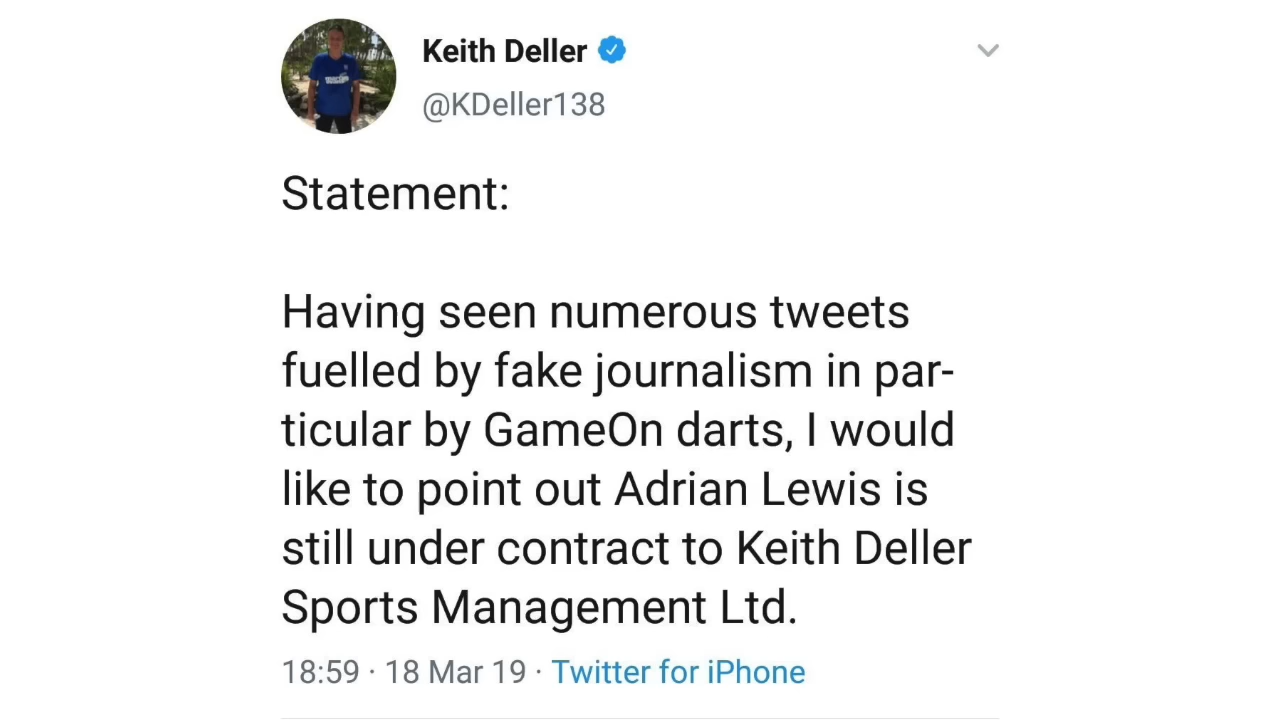 Keith Deller
@KDeller138
Statement:
Having seen numerous tweets
fuelled by fake journalism in par-
ticular by GameOn darts, I would
like to point out Adrian Lewis is
still under contract to Keith Deller
Sports Management Ltd.
18:59 · 18 Mar 19 · Twitter for iPhone